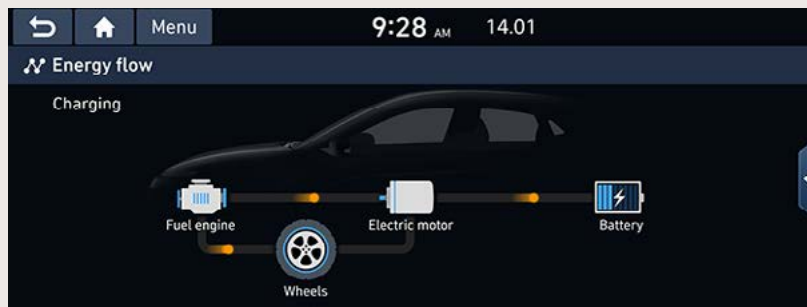 Menu 9:28 AM 14.01
Energy flow
Charging
Fuel engine Electric motor Battery
Wheels